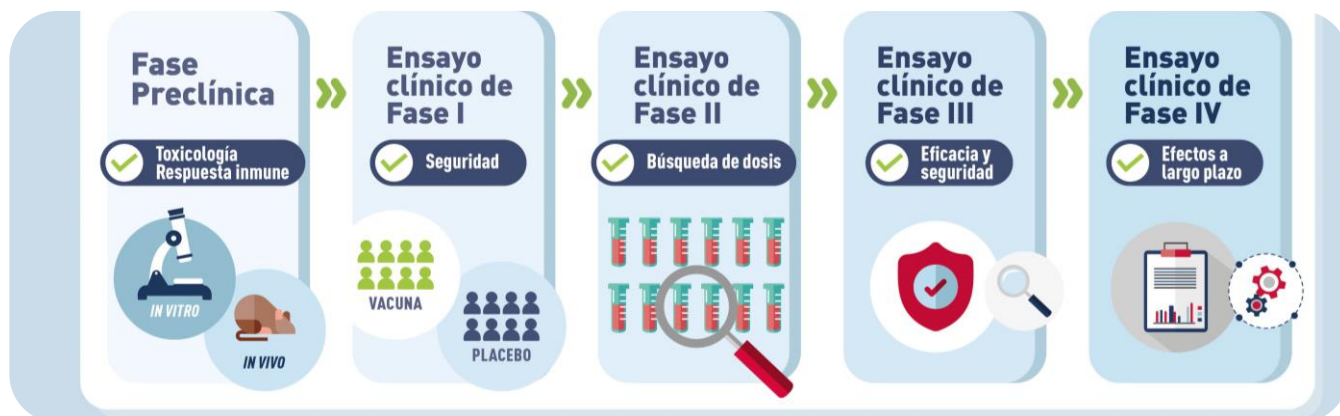 Fase
Preclínica
Toxicología
Respuesta inmune
IN VITRO
IN VIVO
Ensayo
clínico de
Fase I
Seguridad
VACUNA
PLACEBO
Ensayo
clínico de
Fase II
Búsqueda de dosis
Ensayo
clínico de
Fase III
Eficacia y
seguridad
Ensayo
clínico de
Fase IV
Efectos a
largo plazo